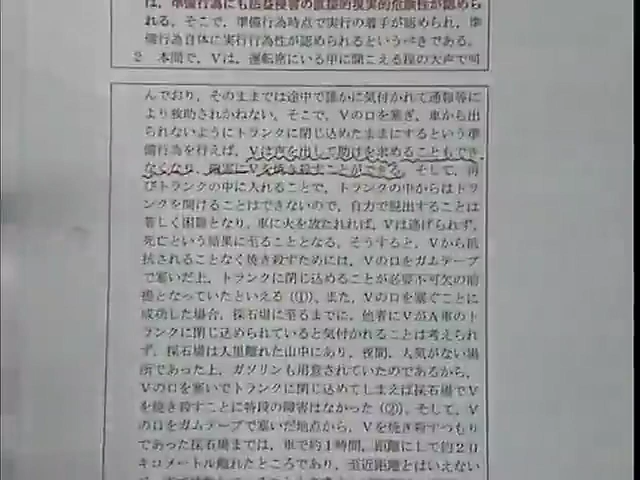 は、準備行為にも法益侵害の直接的現実的危険性が認めら
れる。そこで、準備行為時点で実行の着手が認められ、準
備行為自体に実行行為性が認められるというべきである。
2 本問で、Vは、運転席にいる甲に聞こえる程の大声で叫
んでおり、そのままでは途中で誰かに気付かれて通報等に
より救助されかねない。そこで、Vの口を塞ぎ、車から出
られないようにトランクに閉じ込めたままにするという準
備行為を行えば、Vは声を出して助けを求めることもでき
なくなり、確実にVを焼き殺すことができる。そして、再
びトランクの中に入れることで、トランクの中からはトラ
ンクを開けることはできないので、自力で脱出することは
著しく困難となり、車に火を放たれれば、Vは逃げられず、
死亡という結果に至ることとなる。そうすると、Vから抵
抗されることなく焼き殺すためには、Vの口をガムテープ
で塞いだ上、トランクに閉じ込めることが必要不可欠の前
提となっていたといえる(①)。また、Vの口を塞ぐことに
成功した場合、採石場に至るまでに、他者にVがA車のト
ランクに閉じ込められていると気付かれることは考えられ
ず、採石場は人里離れた山中にあり、夜間、人気がない場
所であった上、ガソリンも用意されていたのであるから、
Vの口を塞いでトランクに閉じ込めてしまえば採石場でV
を焼き殺すことに特段の障害はなかった(②)。そして、V
の口をガムテープで塞いだ地点から、Vを焼き殺すつもり
であった採石場までは、車で約1時間、距離にして約20
キロメートル離れたところであり、至近距離とはいえない